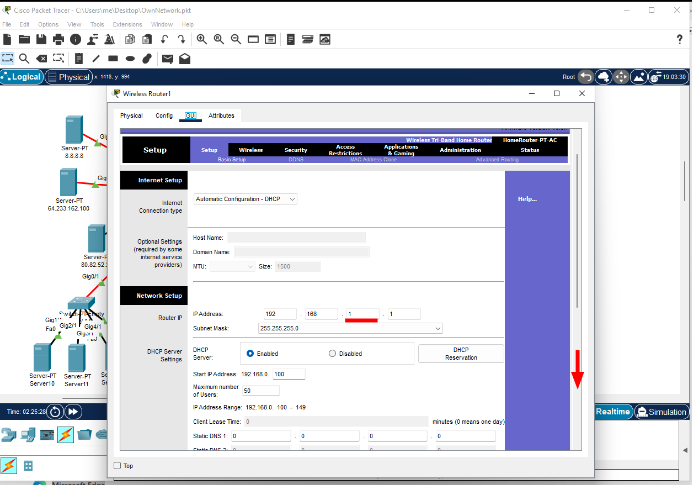 Cisco Packet Tracer - C:\Users\me\Desktop\OwnNetwork.pkt
File Edit Options View Tools Extensions Window Help
?
Logical Physical x: 1418, y: 994 Root 19:03:30
Wireless Router1
Physical Config GUI Attributes
Wireless Tri-Band Home Router HomeRouter-PT-AC
Setup Setup Wireless Security Access Restrictions Applications & Gaming Administration Status
Basic Setup DDNS MAC Address Clone Advanced Routing
Internet Setup
Internet Connection type
Automatic Configuration - DHCP
Help...
Optional Settings (required by some internet service providers)
Host Name:
Domain Name:
MTU: Size: 1500
Network Setup
Router IP
IP Address: 192 . 168 . 1 . 1
Subnet Mask: 255.255.255.0
DHCP Server Settings
DHCP Server: Enabled Disabled DHCP Reservation
Start IP Address: 192.168.0. 100
Maximum number of Users: 50
IP Address Range: 192.168.0. 100 - 149
Client Lease Time: 0 minutes (0 means one day)
Static DNS 1: 0 . 0 . 0 . 0
Static DNS 2:
Top
Server-PT
8.8.8.8
Gig
Server-PT
64.233.162.100
Gig
Server-PT
80.82.52.
Gig0/1
Gig2/1 Gig4/1
Fa0
Server-PT
Server10
Server-PT
Server11
Server-PT
Time: 02:25:28
Realtime Simulation
Microsoft Edge